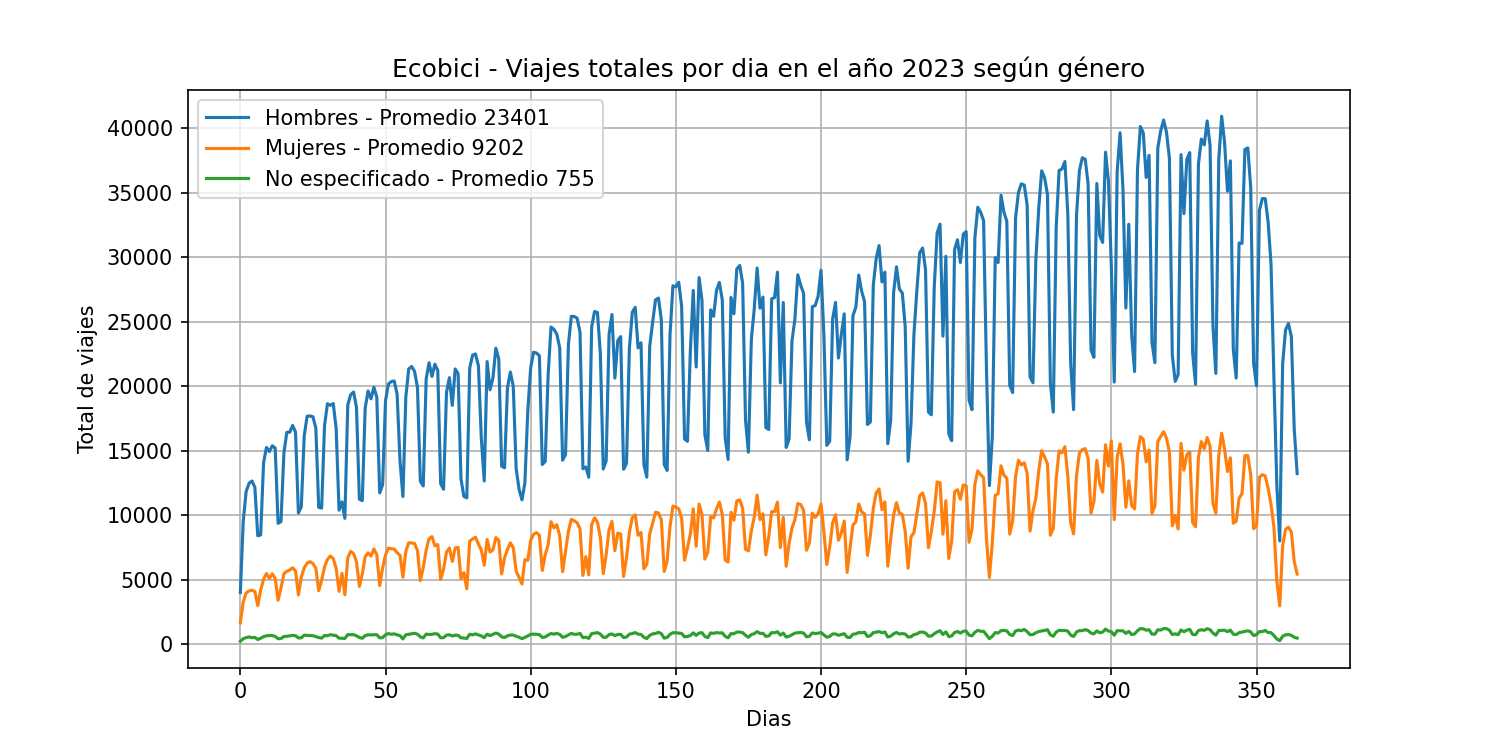 Ecobici - Viajes totales por dia en el año 2023 según género
Hombres - Promedio 23401
Mujeres - Promedio 9202
No especificado - Promedio 755
Total de viajes
40000
35000
30000
25000
20000
15000
10000
5000
0
0 50 100 150 200 250 300 350
Dias